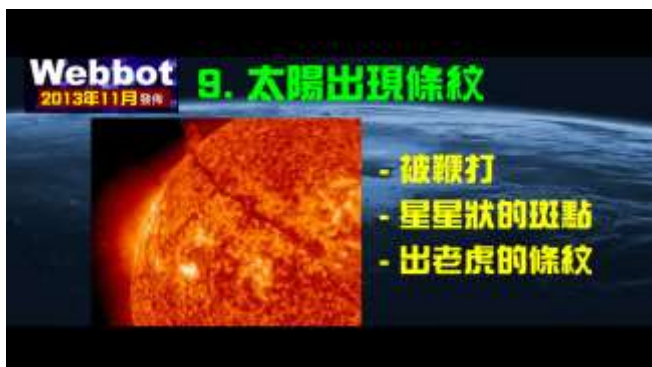 Webbot
2013年11月發佈
9. 太陽出現條紋
- 被鞭打
- 星星狀的斑點
- 出老虎的條紋